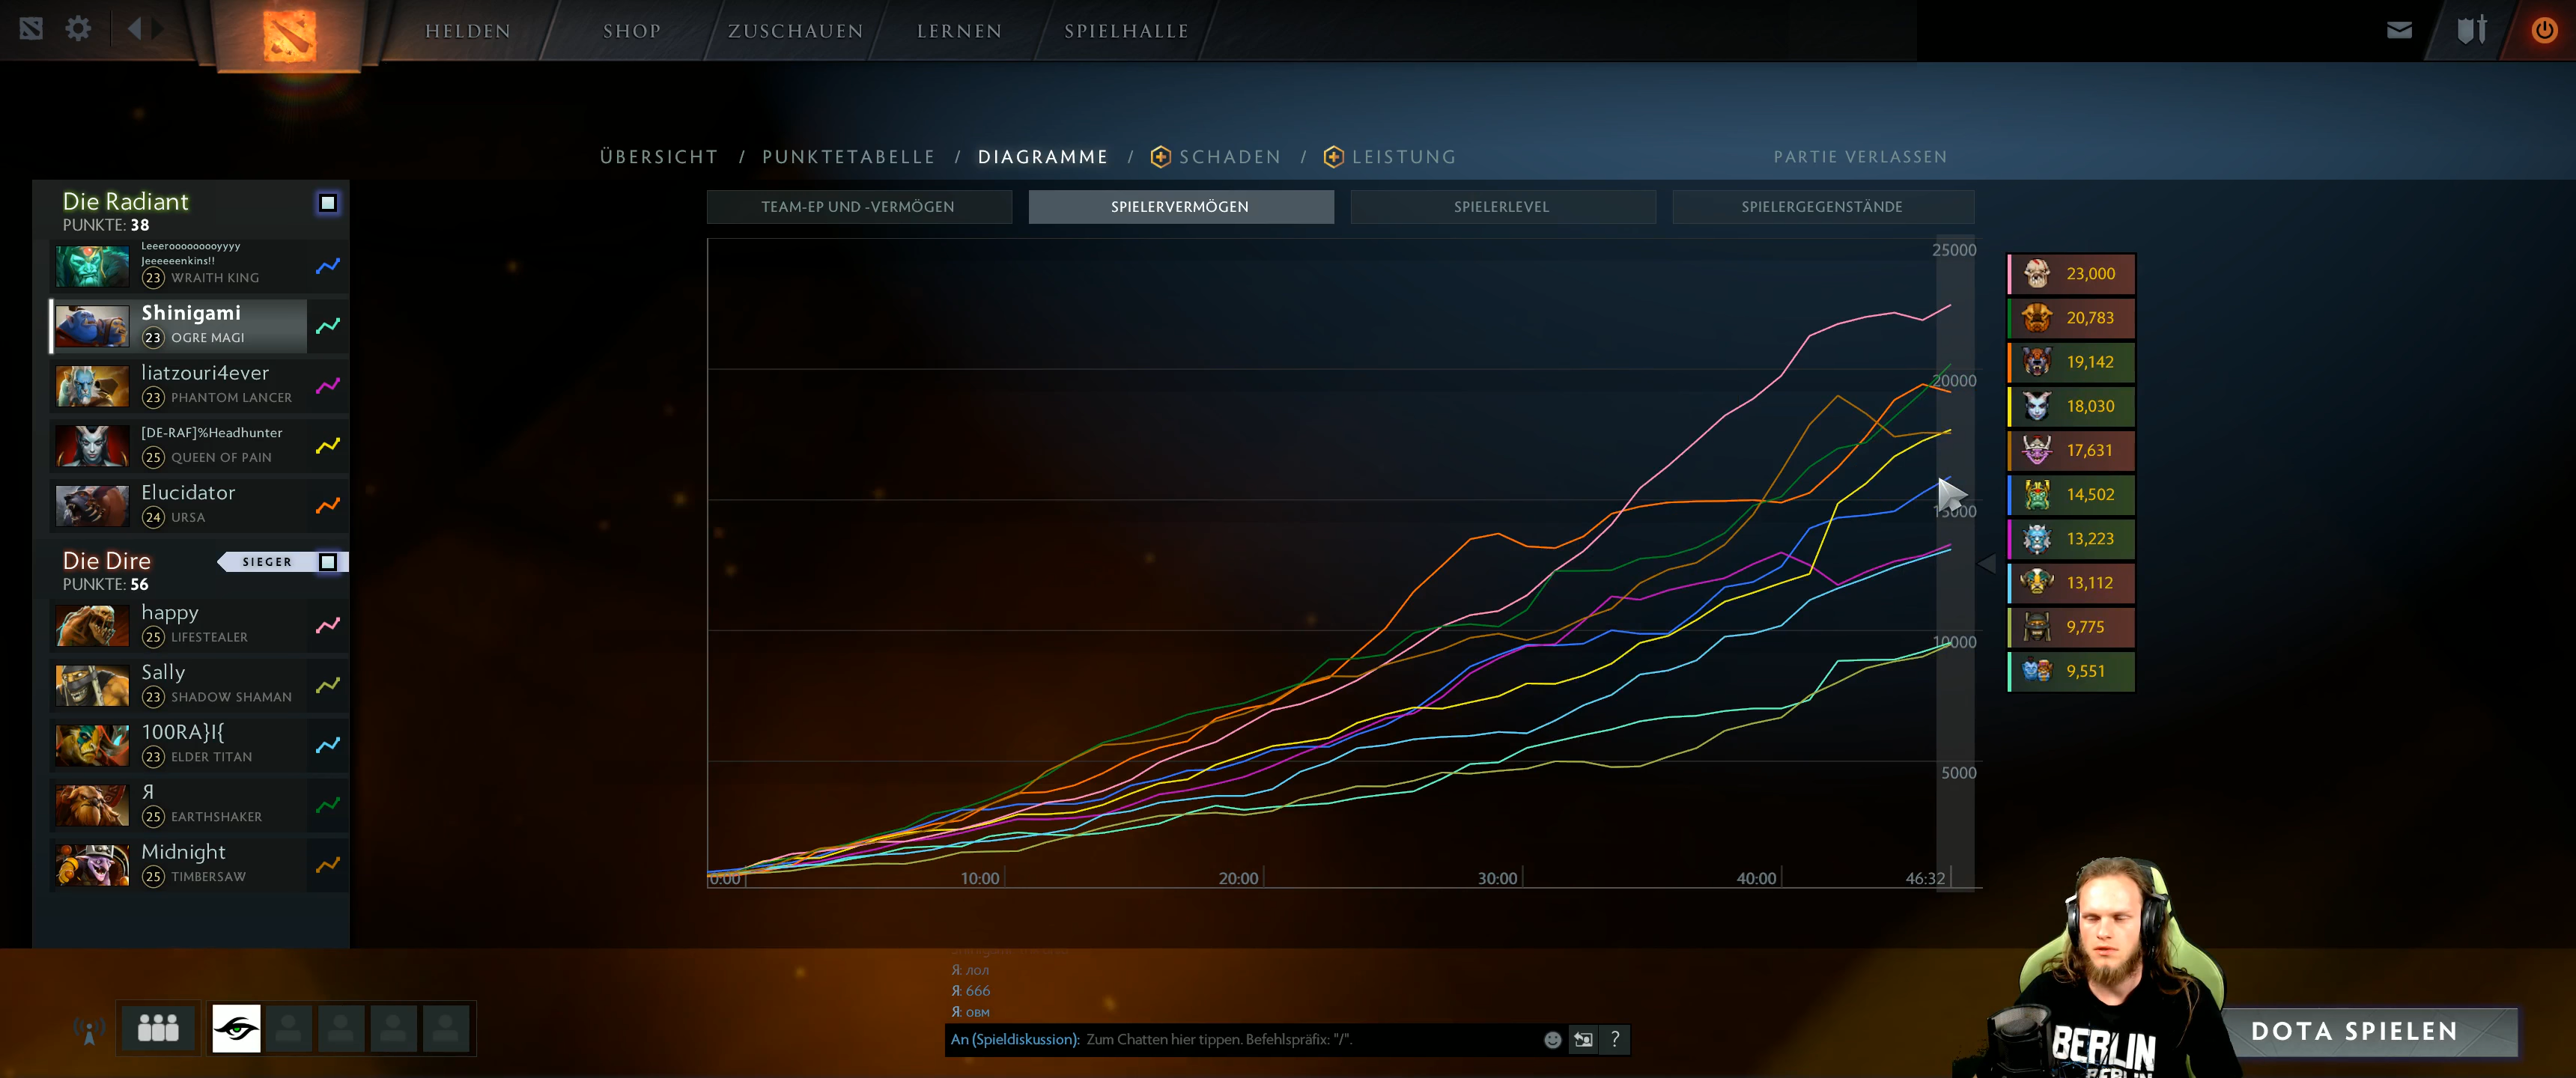 HELDEN
SHOP
ZUSCHAUEN
LERNEN
SPIELHALLE
ÜBERSICHT / PUNKTETABELLE / DIAGRAMME / SCHADEN / LEISTUNG
PARTIE VERLASSEN
TEAM-EP UND -VERMÖGEN
SPIELERVERMÖGEN
SPIELERLEVEL
SPIELERGEGENSTÄNDE
Die Radiant
PUNKTE: 38
Leeerooooooooyyyy
Jeeeeeenkins!!
23 WRAITH KING
Shinigami
23 OGRE MAGI
liatzouri4ever
23 PHANTOM LANCER
[DE-RAF]%Headhunter
25 QUEEN OF PAIN
Elucidator
24 URSA
Die Dire
SIEGER
PUNKTE: 56
happy
25 LIFESTEALER
Sally
23 SHADOW SHAMAN
100RA}I{
23 ELDER TITAN
Я
25 EARTHSHAKER
Midnight
25 TIMBERSAW
25000
20000
15000
10000
5000
0:00
10:00
20:00
30:00
40:00
46:32
23,000
20,783
19,142
18,030
17,631
14,502
13,223
13,112
9,775
9,551
Я: лол
Я: 666
Я: овм
An (Spieldiskussion): Zum Chatten hier tippen. Befehlspräfix: "/".
?
BERLIN
BERLIN
DOTA SPIELEN